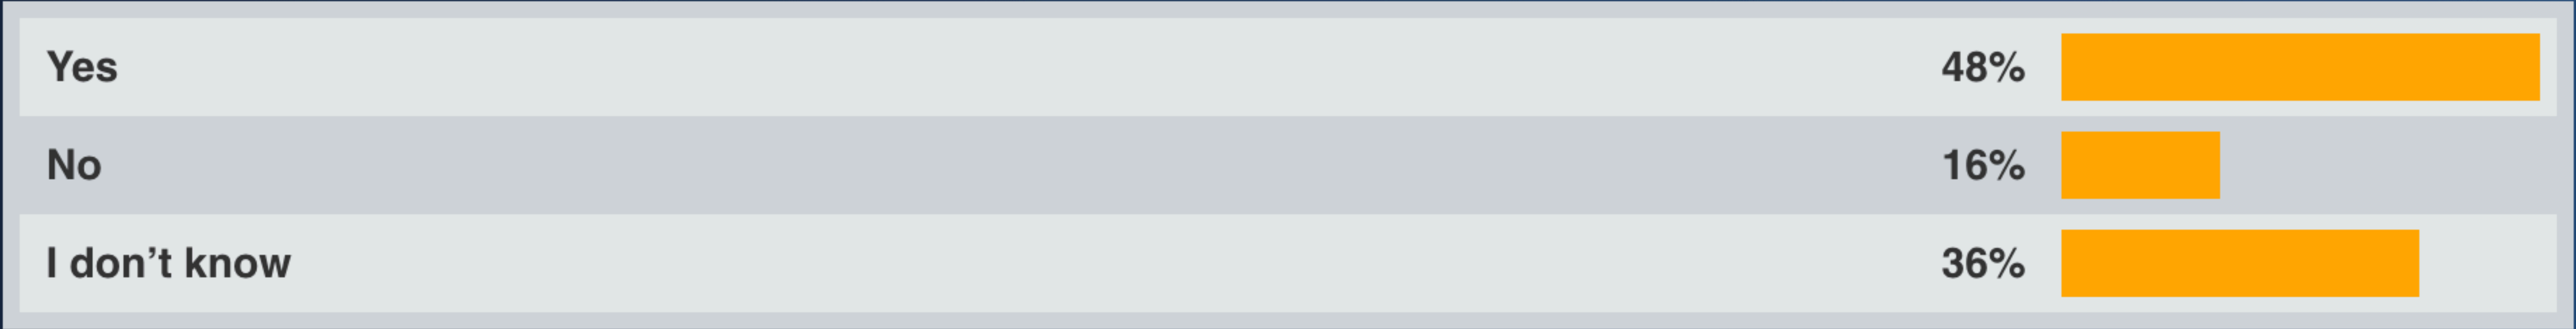 Yes 48%
No 16%
I don’t know 36%